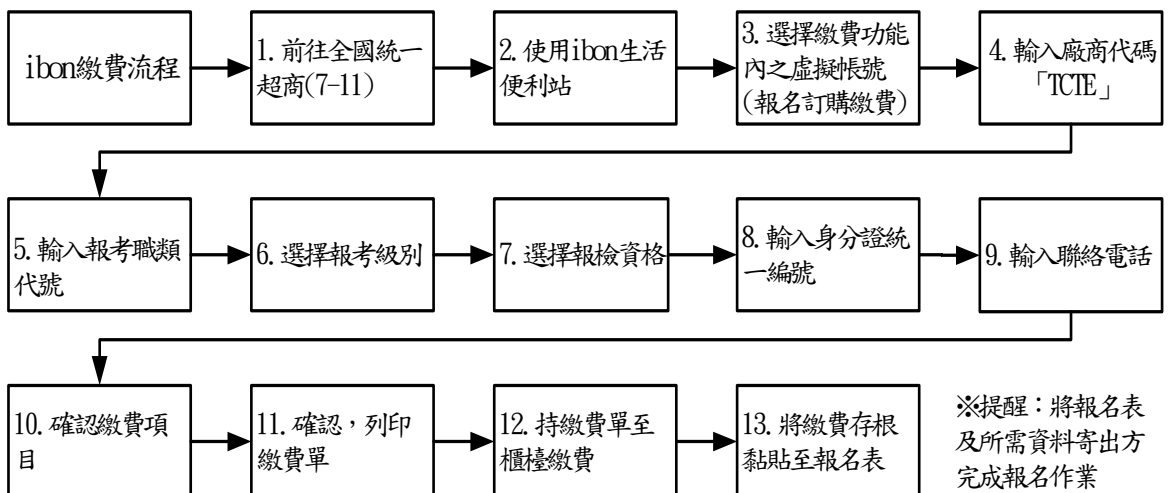 ibon繳費流程
1. 前往全國統一
超商(7-11)
2. 使用ibon生活
便利站
3. 選擇繳費功能
內之虛擬帳號
(報名訂購繳費)
4. 輸入廠商代碼
「TCTE」
5. 輸入報考職類
代號
6. 選擇報考級別
7. 選擇報檢資格
8. 輸入身分證統
一編號
9. 輸入聯絡電話
10. 確認繳費項
目
11. 確認，列印
繳費單
12. 持繳費單至
櫃檯繳費
13. 將繳費存根
黏貼至報名表
※提醒：將報名表
及所需資料寄出方
完成報名作業